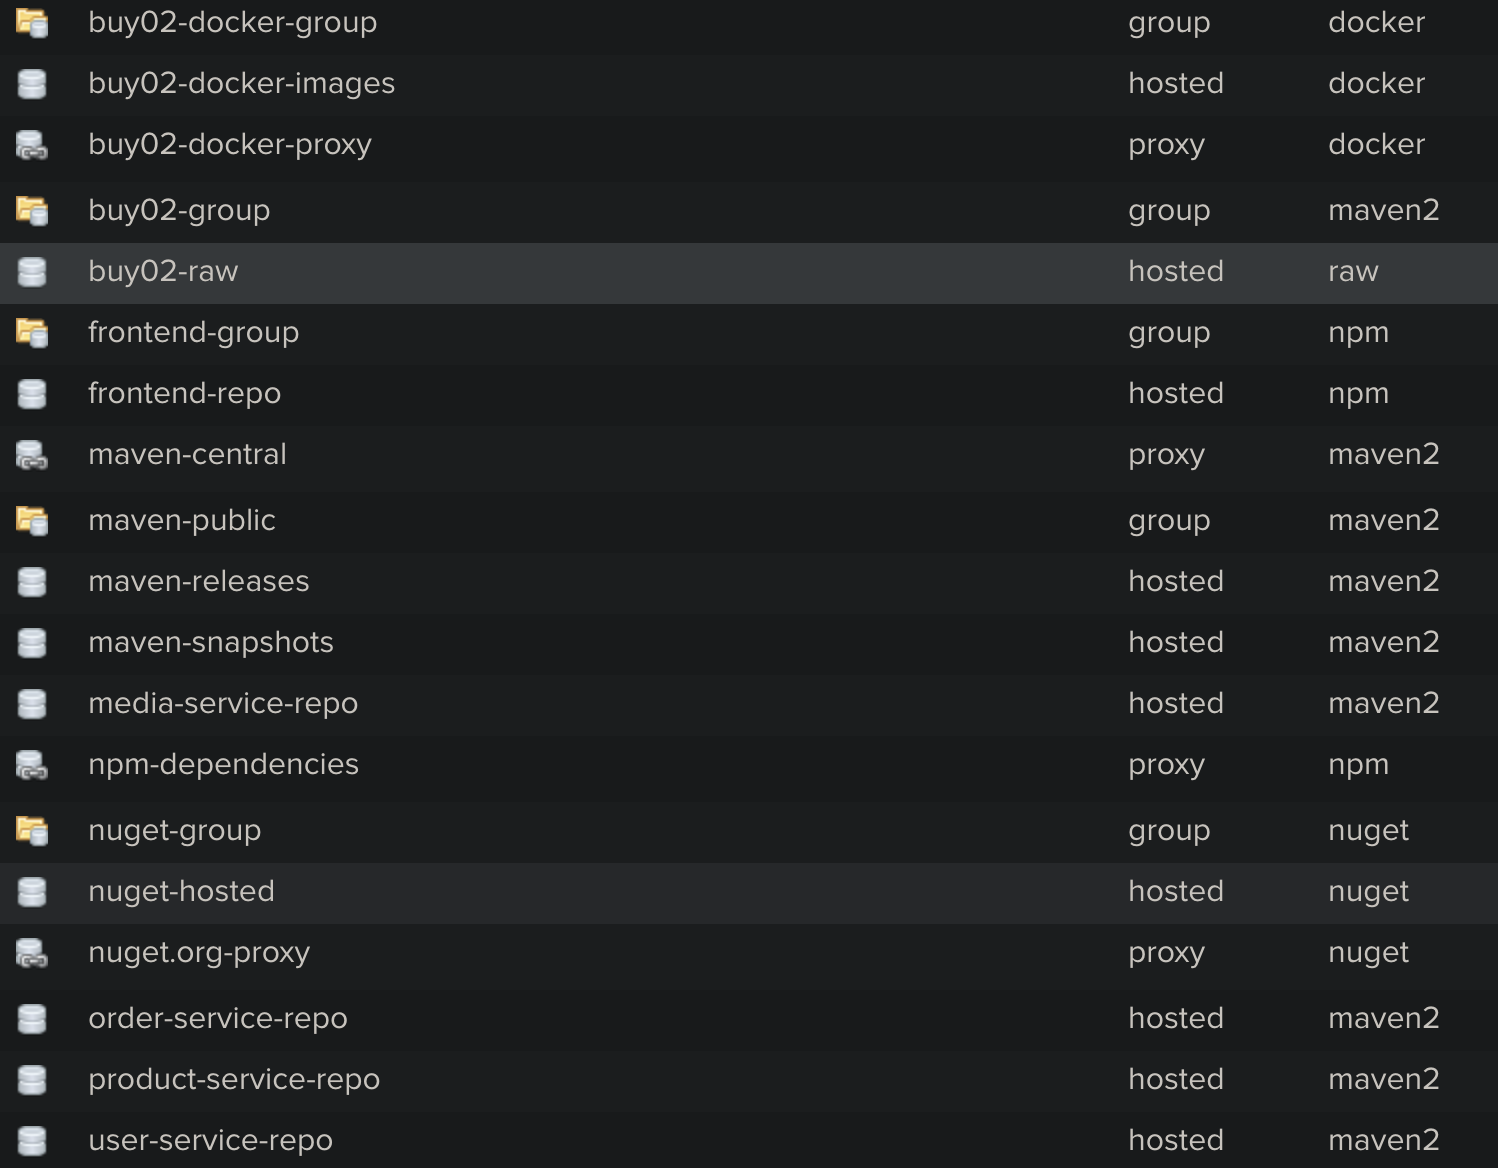 buy02-docker-group group docker
buy02-docker-images hosted docker
buy02-docker-proxy proxy docker
buy02-group group maven2
buy02-raw hosted raw
frontend-group group npm
frontend-repo hosted npm
maven-central proxy maven2
maven-public group maven2
maven-releases hosted maven2
maven-snapshots hosted maven2
media-service-repo hosted maven2
npm-dependencies proxy npm
nuget-group group nuget
nuget-hosted hosted nuget
nuget.org-proxy proxy nuget
order-service-repo hosted maven2
product-service-repo hosted maven2
user-service-repo hosted maven2